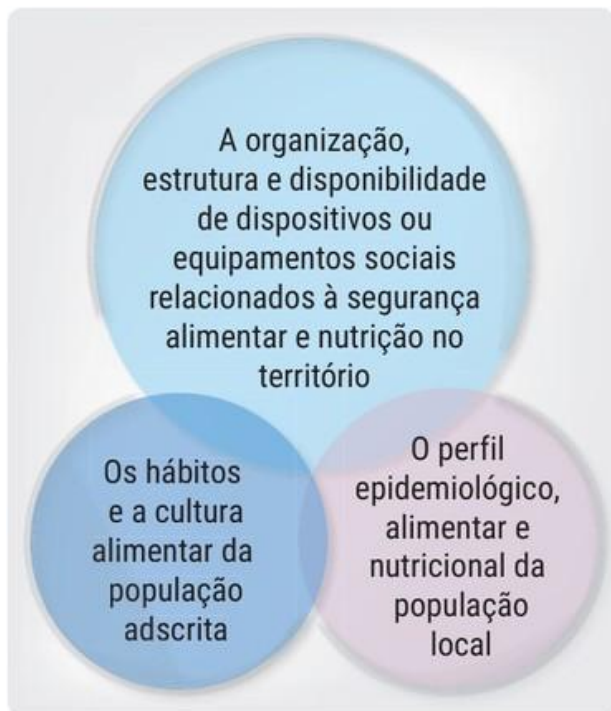 A organização,
estrutura e disponibilidade
de dispositivos ou
equipamentos sociais
relacionados à segurança
alimentar e nutrição no
território
Os hábitos
e a cultura
alimentar da
população
adscrita
O perfil
epidemiológico,
alimentar e
nutricional da
população
local